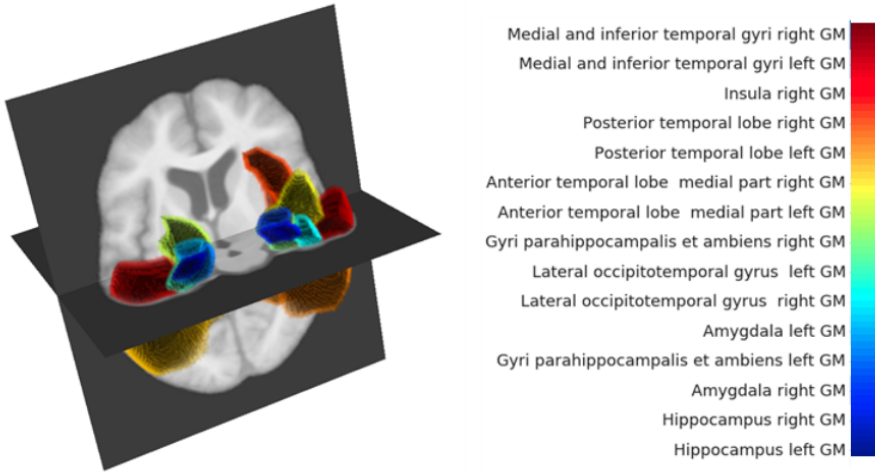 Medial and inferior temporal gyri right GM
Medial and inferior temporal gyri left GM
Insula right GM
Posterior temporal lobe right GM
Posterior temporal lobe left GM
Anterior temporal lobe  medial part right GM
Anterior temporal lobe  medial part left GM
Gyri parahippocampalis et ambiens right GM
Lateral occipitotemporal gyrus  left GM
Lateral occipitotemporal gyrus  right GM
Amygdala left GM
Gyri parahippocampalis et ambiens left GM
Amygdala right GM
Hippocampus right GM
Hippocampus left GM